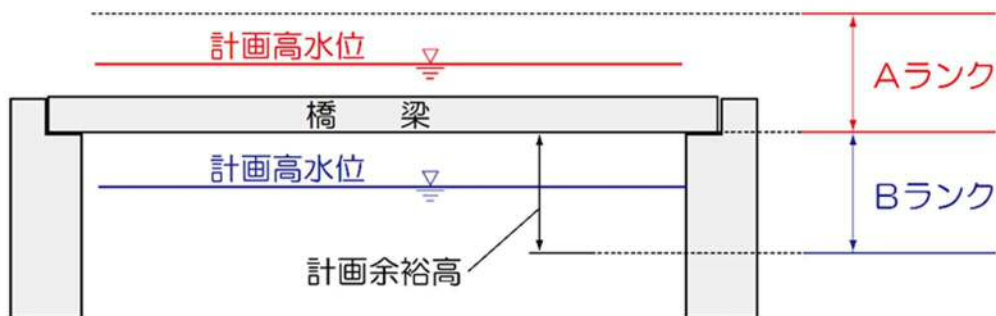 計画高水位
Aランク
橋 梁
計画高水位
Bランク
計画余裕高